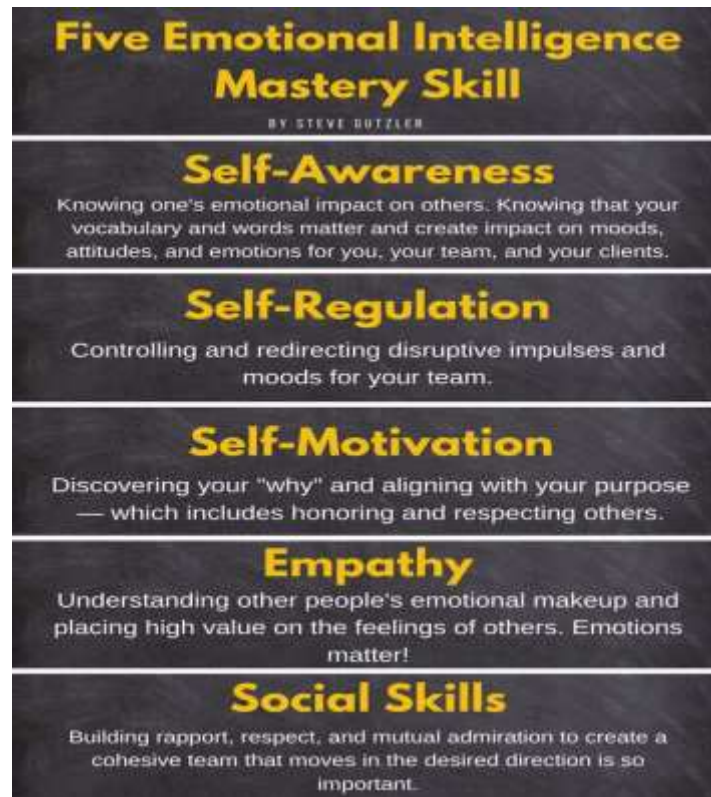 Five Emotional Intelligence
Mastery Skill
BY STEVE GUTZLER
Self-Awareness
Knowing one's emotional impact on others. Knowing that your
vocabulary and words matter and create impact on moods,
attitudes, and emotions for you, your team, and your clients.
Self-Regulation
Controlling and redirecting disruptive impulses and
moods for your team.
Self-Motivation
Discovering your "why" and aligning with your purpose
— which includes honoring and respecting others.
Empathy
Understanding other people's emotional makeup and
placing high value on the feelings of others. Emotions
matter!
Social Skills
Building rapport, respect, and mutual admiration to create a
cohesive team that moves in the desired direction is so
important.